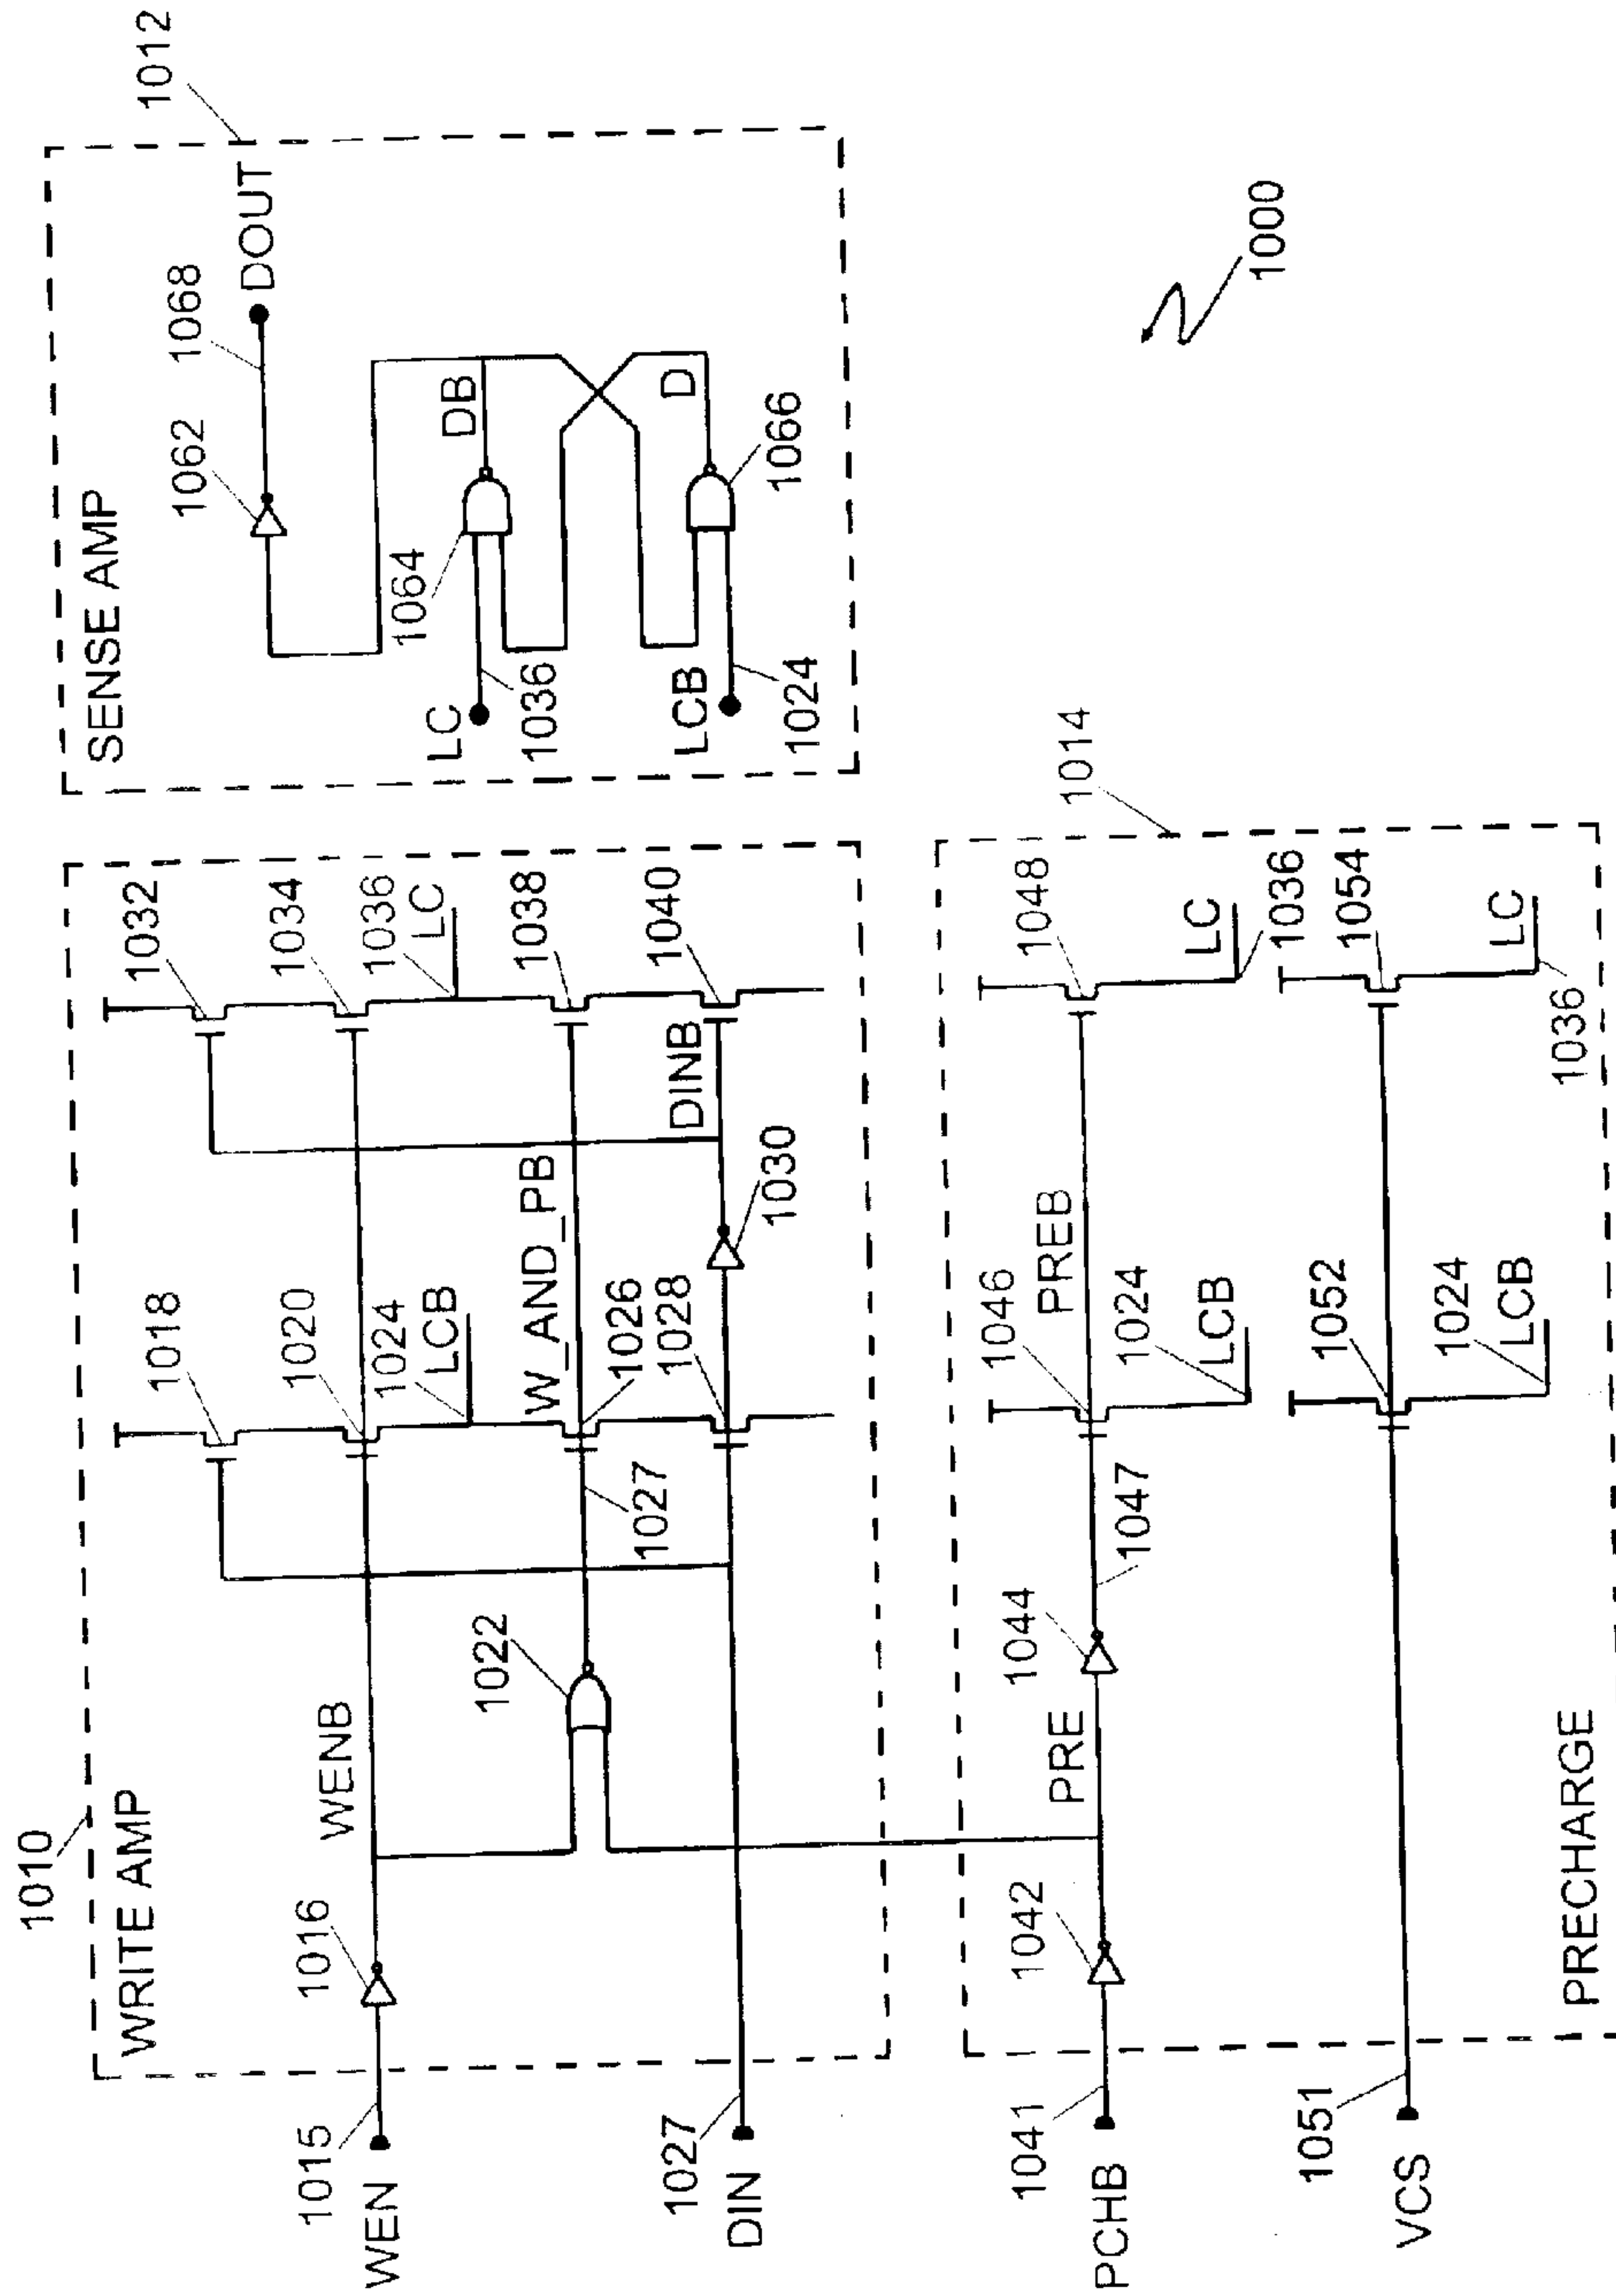 1010
WRITE AMP
WEN
1015
1016
WENB
1018
1020
1024
LCB
1022
1027
W_AND_PB
1026
1028
1030
DIN
1027
DINB
1032
1034
1036
LC
1038
1040
SENSE AMP
1012
1062
1068
DOUT
LC
1036
1064
DB
LCB
1024
1066
D
PCHB
1041
1042
PRE
1044
1047
1046
PREB
1024
LCB
1048
LC
1036
1014
VCS
1051
1052
1024
LCB
1054
LC
1036
PRECHARGE
1000